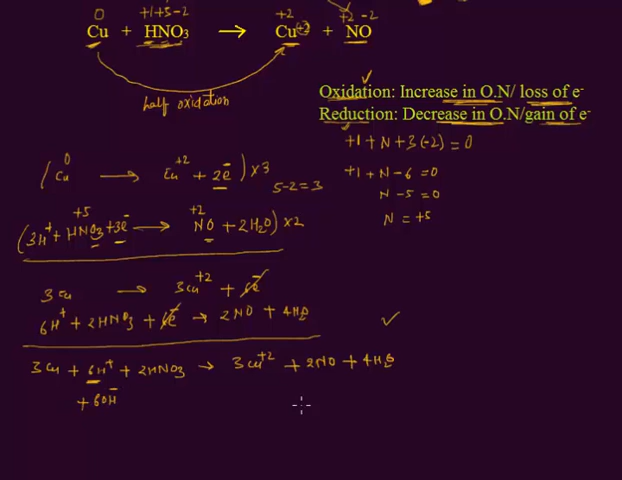 0 +1 +5 -2 +2 +2 -2
Cu + HNO3 → Cu+2 + NO
half oxidation
Oxidation: Increase in O.N/ loss of e-
Reduction: Decrease in O.N/gain of e-
+1 + N + 3(-2) = 0
+1 + N - 6 = 0
N - 5 = 0
N = +5
0 +2
(Cu → Cu + 2e-) ×3
5-2=3
+5 +2
(3H+ + HNO3 + 3e- → NO + 2H2O) ×2
3Cu → 3Cu+2 + 6e-
6H+ + 2HNO3 + 6e- → 2NO + 4H2O
3Cu + 6H+ + 2HNO3 → 3Cu+2 + 2NO + 4H2O
+ 6OH-